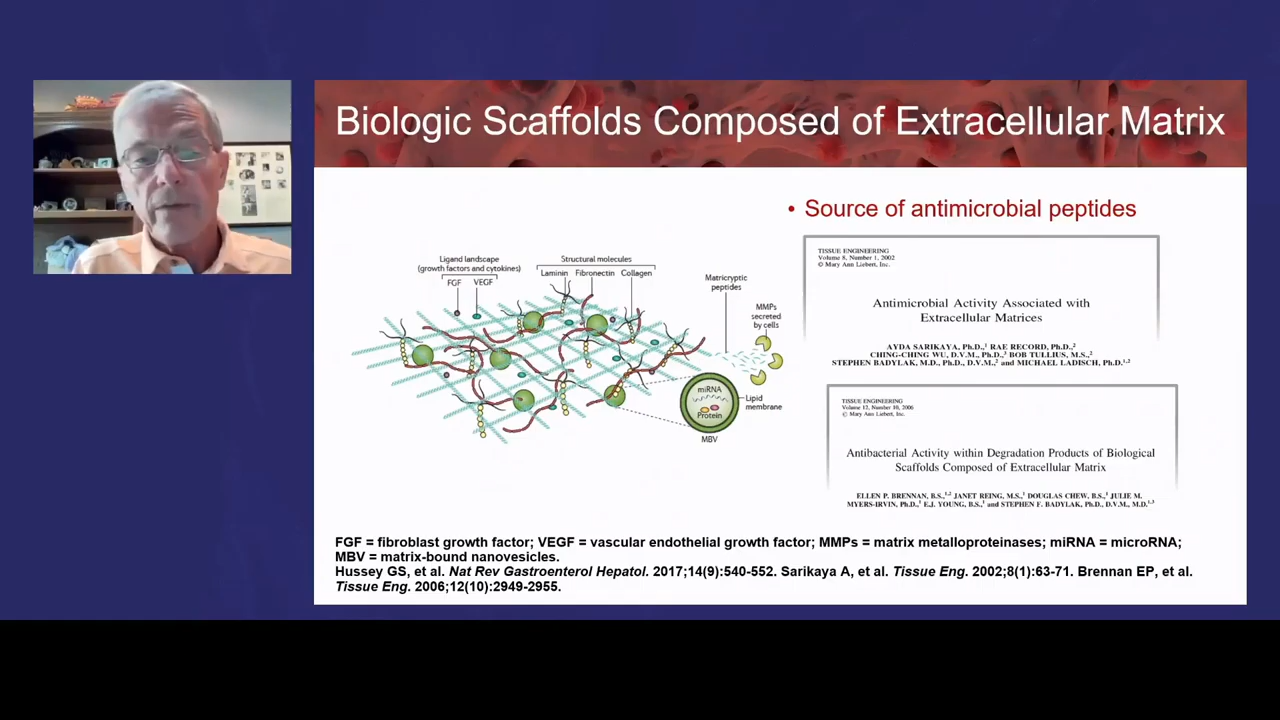 Biologic Scaffolds Composed of Extracellular Matrix
• Source of antimicrobial peptides
Ligand landscape
(growth factors and cytokines)
FGF VEGF
Structural molecules
Laminin Fibronectin Collagen
Matricryptic
peptides
MMPs
secreted
by cells
miRNA
Protein
Lipid
membrane
MBV
TISSUE ENGINEERING
Volume 8, Number 1, 2002
© Mary Ann Liebert, Inc.
Antimicrobial Activity Associated with
Extracellular Matrices
AYDA SARIKAYA, Ph.D.,1 RAE RECORD, Ph.D.,2
CHING-CHING WU, D.V.M., Ph.D.,3 BOB TULLIUS, M.S.,2
STEPHEN BADYLAK, M.D., Ph.D., D.V.M.,2 and MICHAEL LADISCH, Ph.D.1,2
TISSUE ENGINEERING
Volume 12, Number 10, 2006
© Mary Ann Liebert, Inc.
Antibacterial Activity within Degradation Products of Biological
Scaffolds Composed of Extracellular Matrix
ELLEN P. BRENNAN, B.S.,1,2 JANET REING, M.S.,1 DOUGLAS CHEW, B.S.,1 JULIE M.
MYERS-IRVIN, Ph.D.,1 E.J. YOUNG, B.S.,1 and STEPHEN F. BADYLAK, Ph.D., D.V.M., M.D.1,3
FGF = fibroblast growth factor; VEGF = vascular endothelial growth factor; MMPs = matrix metalloproteinases; miRNA = microRNA;
MBV = matrix-bound nanovesicles.
Hussey GS, et al. Nat Rev Gastroenterol Hepatol. 2017;14(9):540-552. Sarikaya A, et al. Tissue Eng. 2002;8(1):63-71. Brennan EP, et al.
Tissue Eng. 2006;12(10):2949-2955.